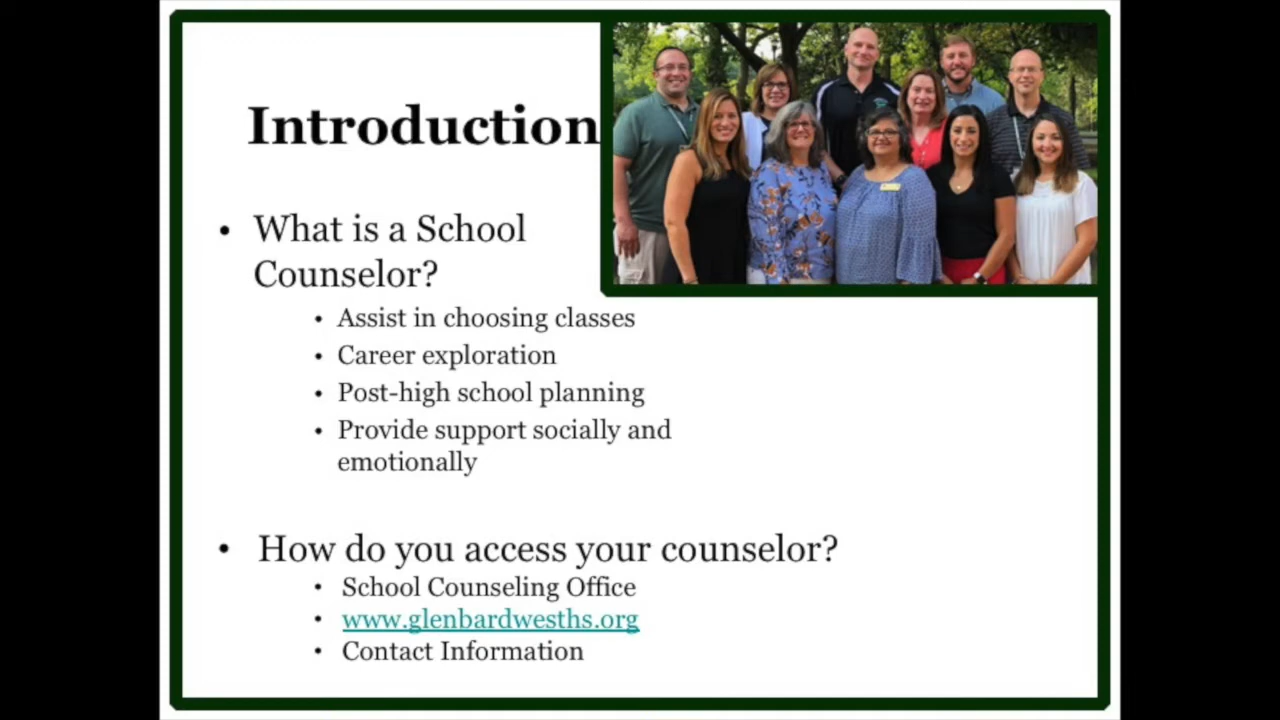 Introduction
• What is a School
Counselor?
• Assist in choosing classes
• Career exploration
• Post-high school planning
• Provide support socially and
emotionally
• How do you access your counselor?
• School Counseling Office
• www.glenbardwesths.org
• Contact Information